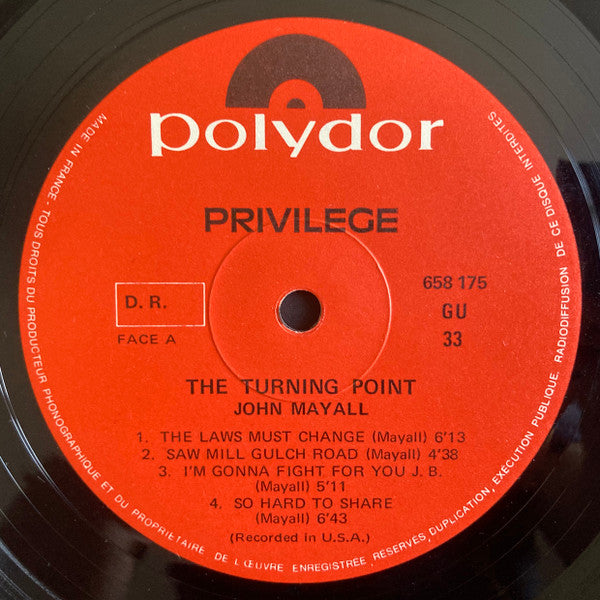 polydor
PRIVILEGE
658 175
D. R.
GU
FACE A
33
THE TURNING POINT
JOHN MAYALL
1. THE LAWS MUST CHANGE (Mayall) 6'13
2. SAW MILL GULCH ROAD (Mayall) 4'38
3. I'M GONNA FIGHT FOR YOU J. B.
(Mayall) 5'11
4. SO HARD TO SHARE
(Mayall) 6'43
(Recorded in U.S.A.)
MADE IN FRANCE - TOUS DROITS DU PRODUCTEUR PHONOGRAPHIQUE ET DU PROPRIETAIRE DE L'ŒUVRE ENREGISTREE, RESERVES, DUPLICATION, EXECUTION PUBLIQUE, RADIODIFFUSION DE CE DISQUE INTERDITES